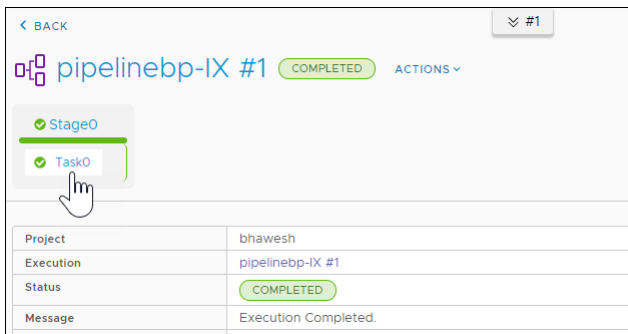 BACK
#1
pipelinebp-IX #1 COMPLETED ACTIONS
Stage0
Task0
Project bhawesh
Execution pipelinebp-IX #1
Status COMPLETED
Message Execution Completed.